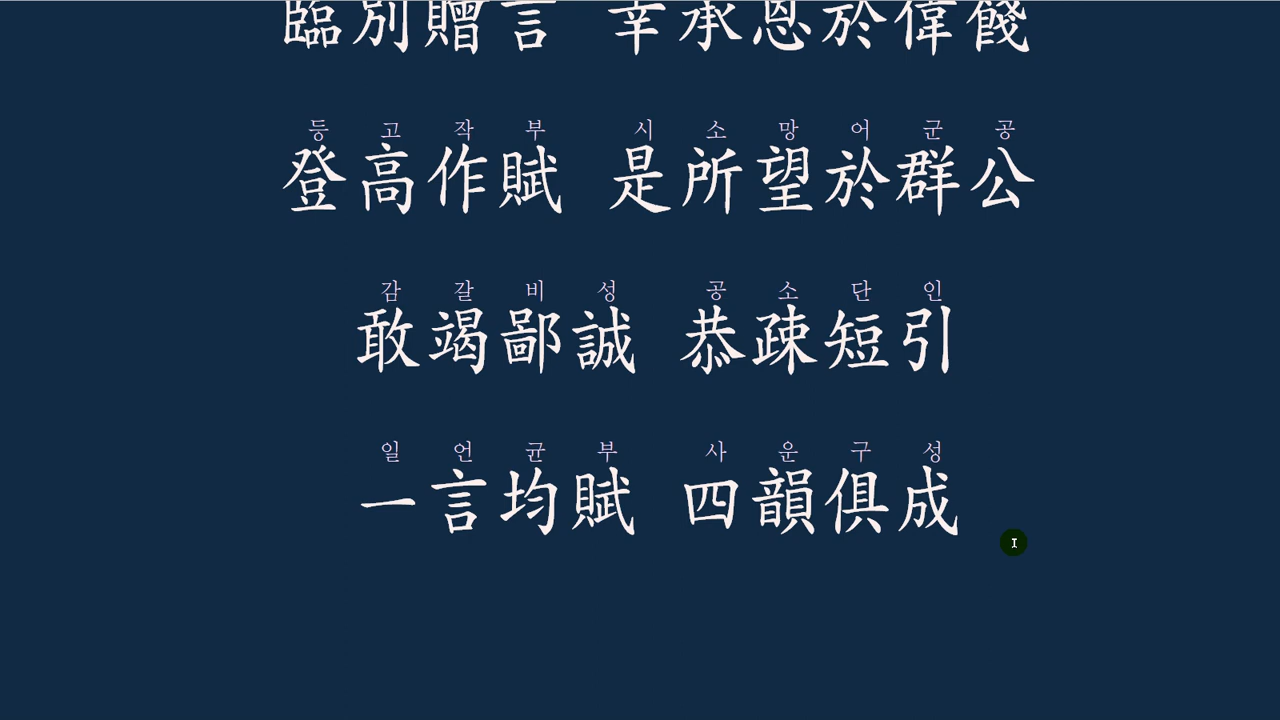 臨別贈言 幸承恩於偉餞
등고작부 시소망어군공
登高作賦 是所望於群公
감갈비성 공소단인
敢竭鄙誠 恭疎短引
일언균부 사운구성
一言均賦 四韻俱成